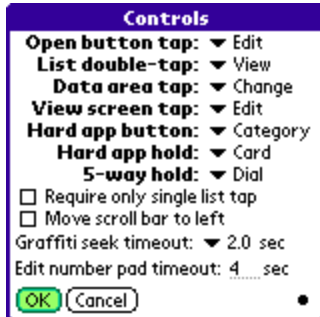 Controls
Open button tap: Edit
List double-tap: View
Data area tap: Change
View screen tap: Edit
Hard app button: Category
Hard app hold: Card
5-way hold: Dial
Require only single list tap
Move scroll bar to left
Graffiti seek timeout: 2.0 sec
Edit number pad timeout: 4 sec
OK Cancel